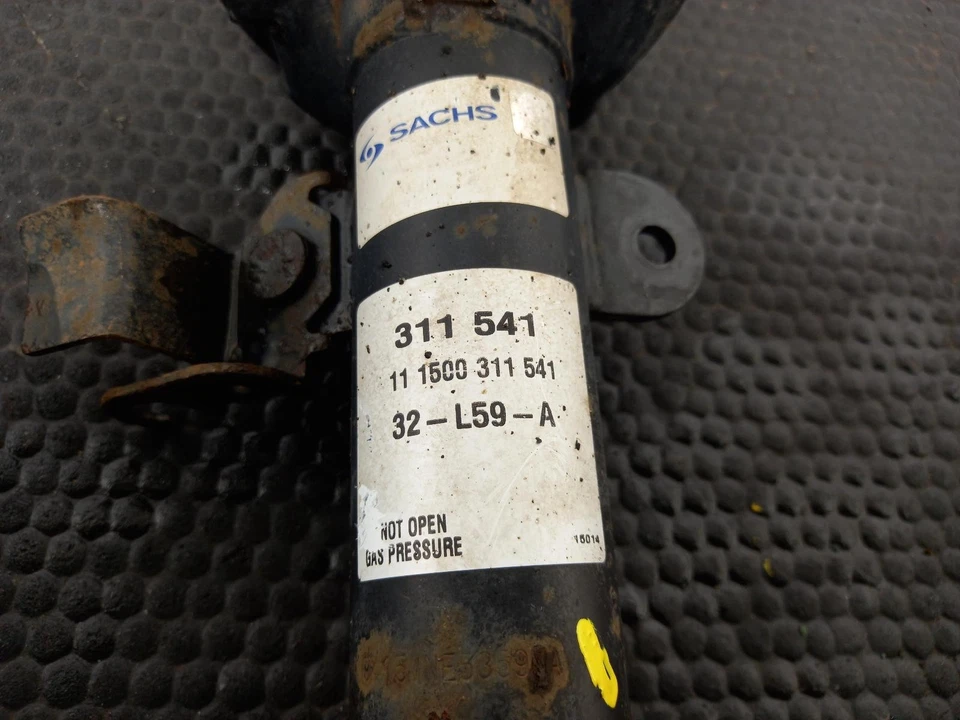 SACHS
311 541
11 1500 311 541
32-L59-A
NOT OPEN
GAS PRESSURE
15014